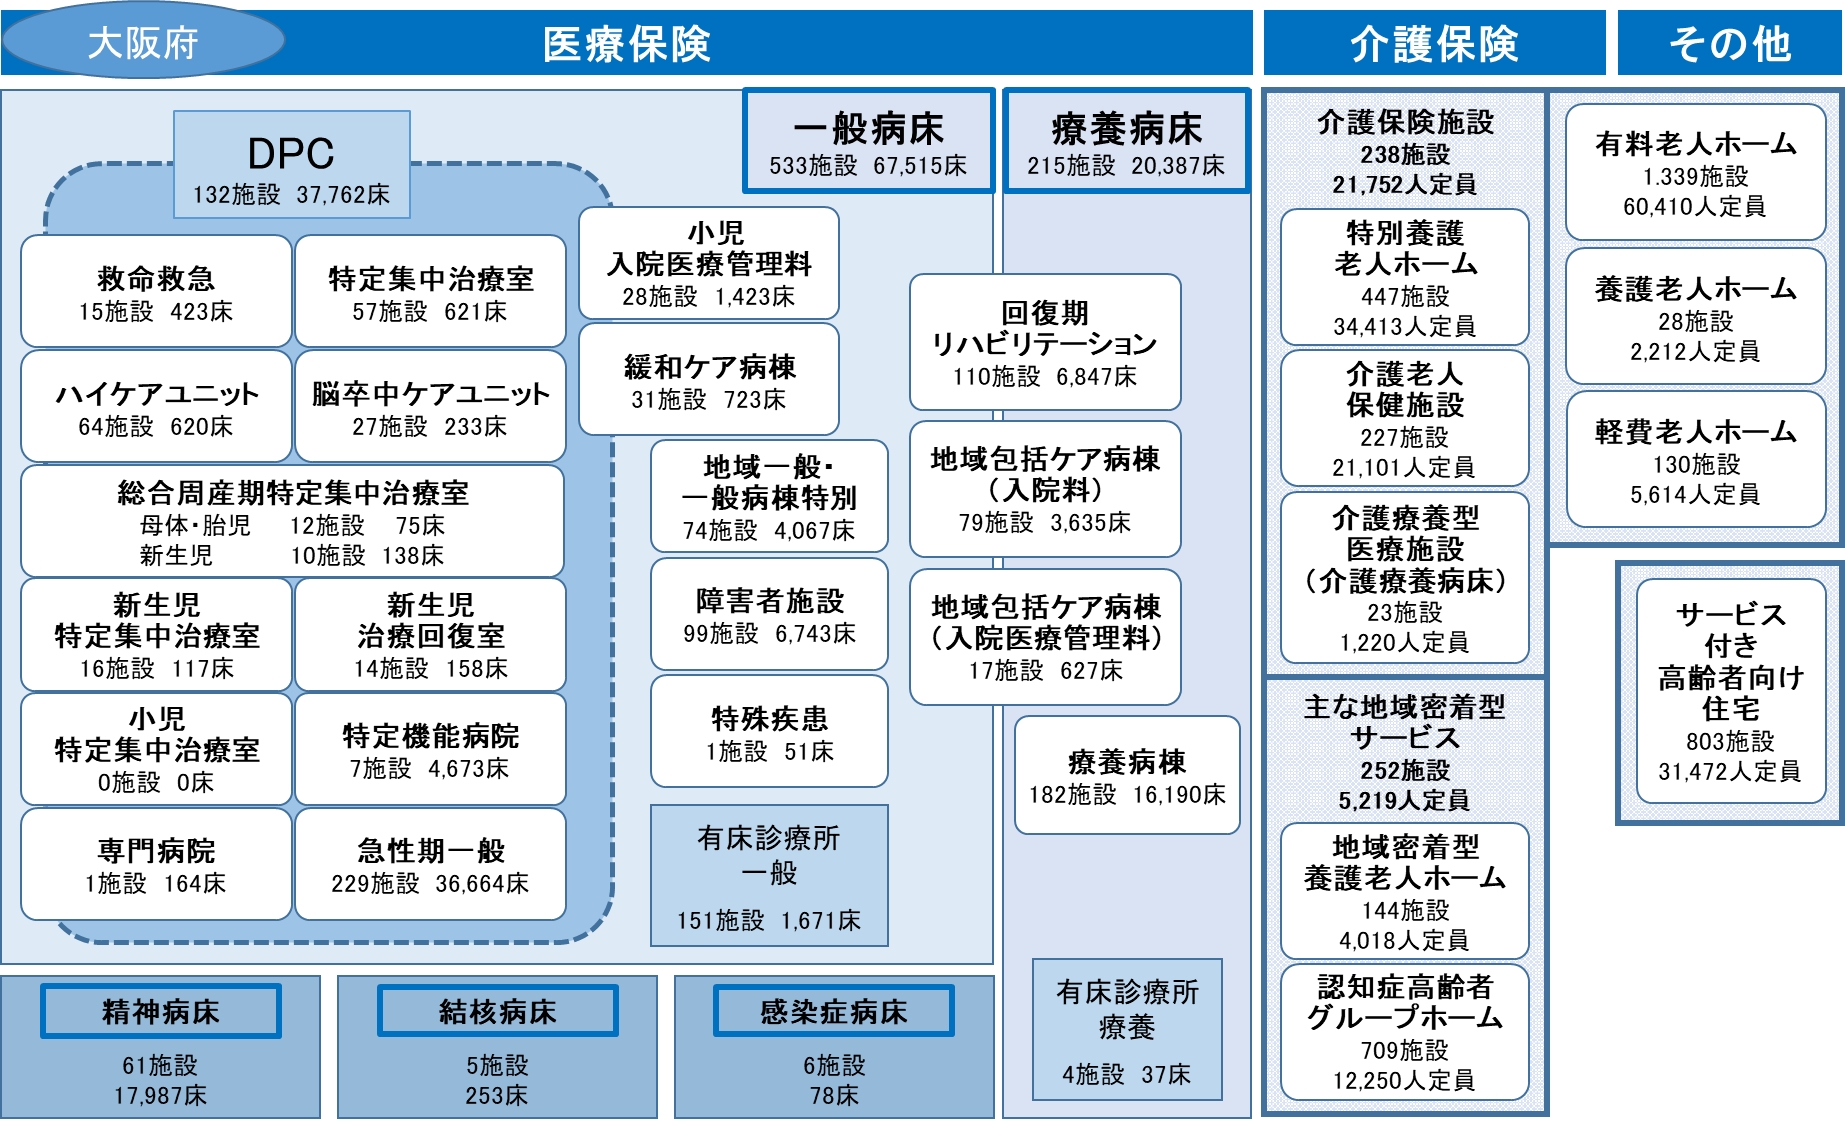 大阪府
医療保険
介護保険
その他
DPC
132施設 37,762床
一般病床
533施設 67,515床
療養病床
215施設 20,387床
救命救急
15施設 423床
特定集中治療室
57施設 621床
ハイケアユニット
64施設 620床
脳卒中ケアユニット
27施設 233床
総合周産期特定集中治療室
母体・胎児 12施設 75床
新生児 10施設 138床
新生児
特定集中治療室
16施設 117床
新生児
治療回復室
14施設 158床
小児
特定集中治療室
0施設 0床
特定機能病院
7施設 4,673床
専門病院
1施設 164床
急性期一般
229施設 36,664床
小児
入院医療管理料
28施設 1,423床
緩和ケア病棟
31施設 723床
地域一般・
一般病棟特別
74施設 4,067床
障害者施設
99施設 6,743床
特殊疾患
1施設 51床
有床診療所
一般
151施設 1,671床
回復期
リハビリテーション
110施設 6,847床
地域包括ケア病棟
（入院料）
79施設 3,635床
地域包括ケア病棟
（入院医療管理料）
17施設 627床
療養病棟
182施設 16,190床
有床診療所
療養
4施設 37床
精神病床
61施設
17,987床
結核病床
5施設
253床
感染症病床
6施設
78床
介護保険施設
238施設
21,752人定員
特別養護
老人ホーム
447施設
34,413人定員
介護老人
保健施設
227施設
21,101人定員
介護療養型
医療施設
（介護療養病床）
23施設
1,220人定員
主な地域密着型
サービス
252施設
5,219人定員
地域密着型
養護老人ホーム
144施設
4,018人定員
認知症高齢者
グループホーム
709施設
12,250人定員
有料老人ホーム
1.339施設
60,410人定員
養護老人ホーム
28施設
2,212人定員
軽費老人ホーム
130施設
5,614人定員
サービス
付き
高齢者向け
住宅
803施設
31,472人定員